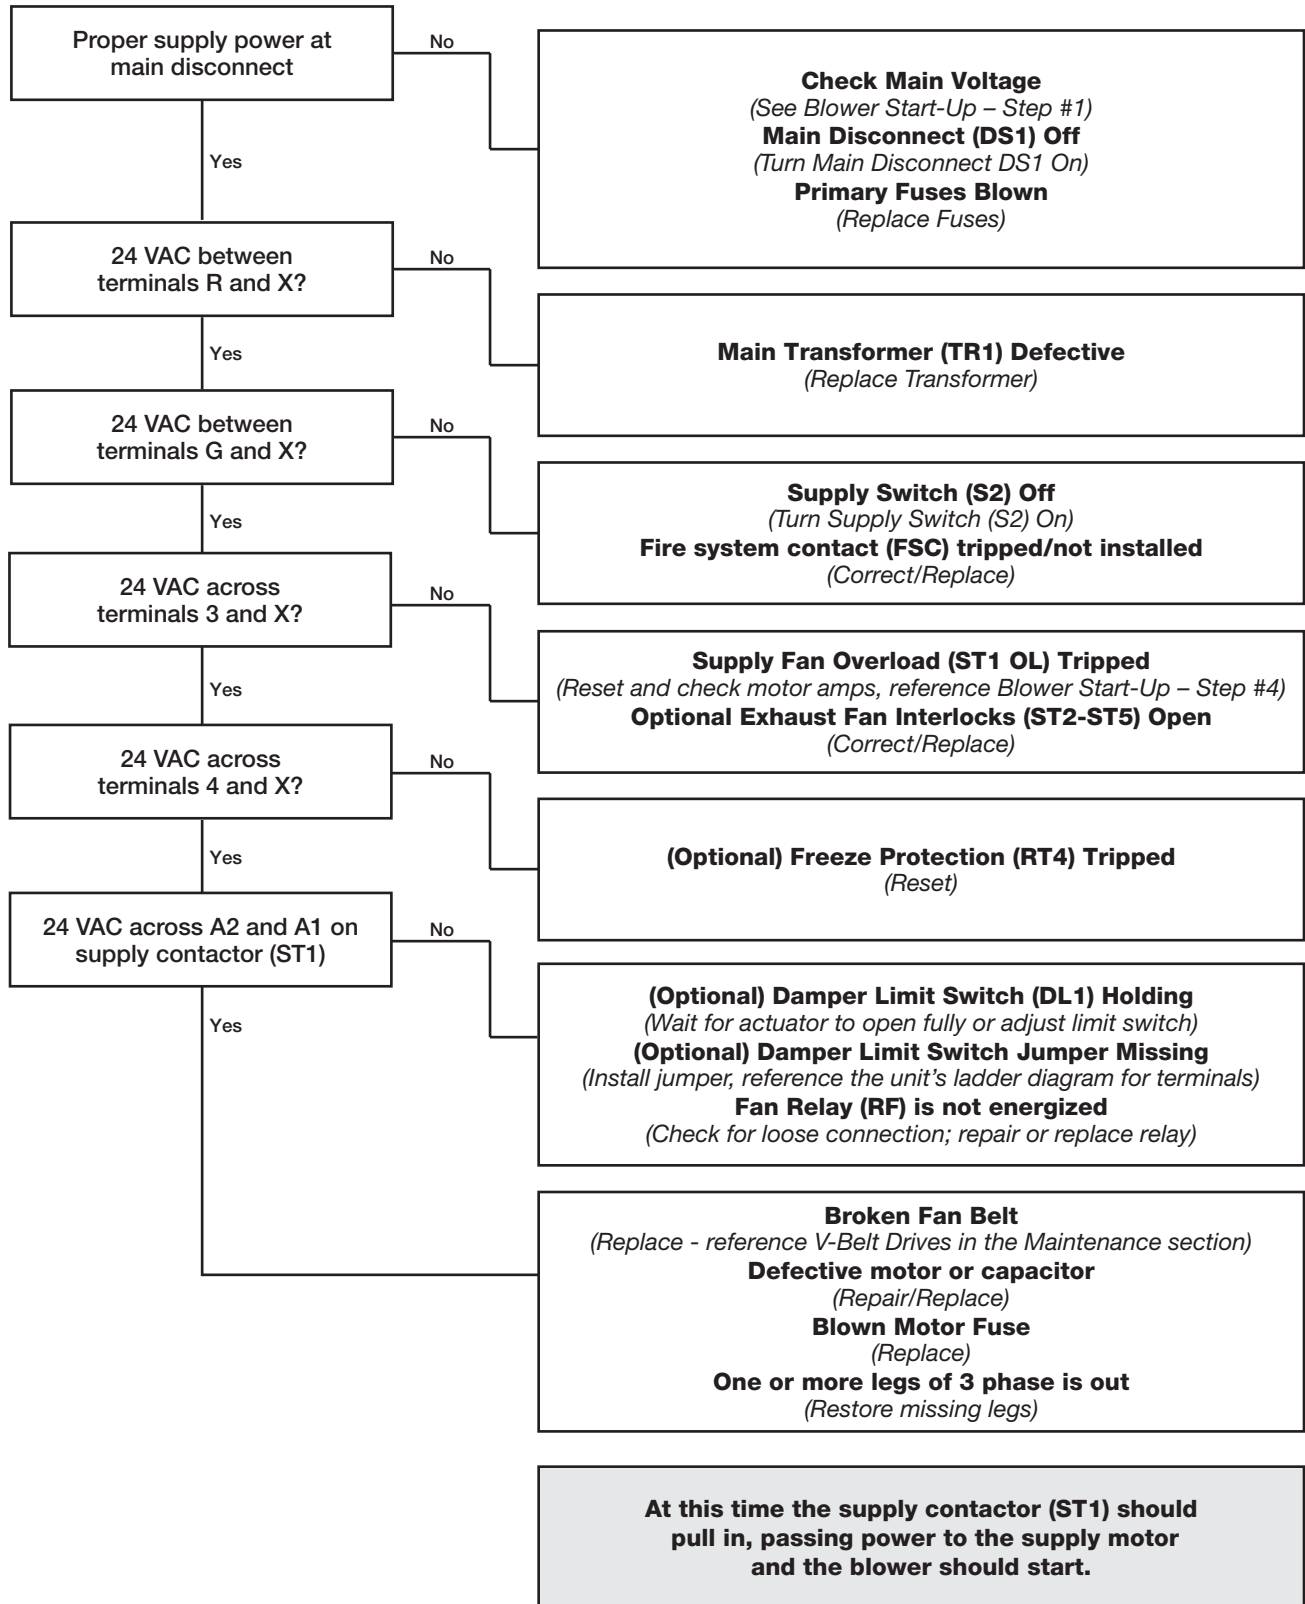 Proper supply power at
main disconnect
No
Yes
Check Main Voltage
(See Blower Start-Up – Step #1)
Main Disconnect (DS1) Off
(Turn Main Disconnect DS1 On)
Primary Fuses Blown
(Replace Fuses)
24 VAC between
terminals R and X?
No
Yes
Main Transformer (TR1) Defective
(Replace Transformer)
24 VAC between
terminals G and X?
No
Yes
Supply Switch (S2) Off
(Turn Supply Switch (S2) On)
Fire system contact (FSC) tripped/not installed
(Correct/Replace)
24 VAC across
terminals 3 and X?
No
Yes
Supply Fan Overload (ST1 OL) Tripped
(Reset and check motor amps, reference Blower Start-Up – Step #4)
Optional Exhaust Fan Interlocks (ST2-ST5) Open
(Correct/Replace)
24 VAC across
terminals 4 and X?
No
Yes
(Optional) Freeze Protection (RT4) Tripped
(Reset)
24 VAC across A2 and A1 on
supply contactor (ST1)
No
Yes
(Optional) Damper Limit Switch (DL1) Holding
(Wait for actuator to open fully or adjust limit switch)
(Optional) Damper Limit Switch Jumper Missing
(Install jumper, reference the unit's ladder diagram for terminals)
Fan Relay (RF) is not energized
(Check for loose connection; repair or replace relay)
Broken Fan Belt
(Replace - reference V-Belt Drives in the Maintenance section)
Defective motor or capacitor
(Repair/Replace)
Blown Motor Fuse
(Replace)
One or more legs of 3 phase is out
(Restore missing legs)
At this time the supply contactor (ST1) should
pull in, passing power to the supply motor
and the blower should start.